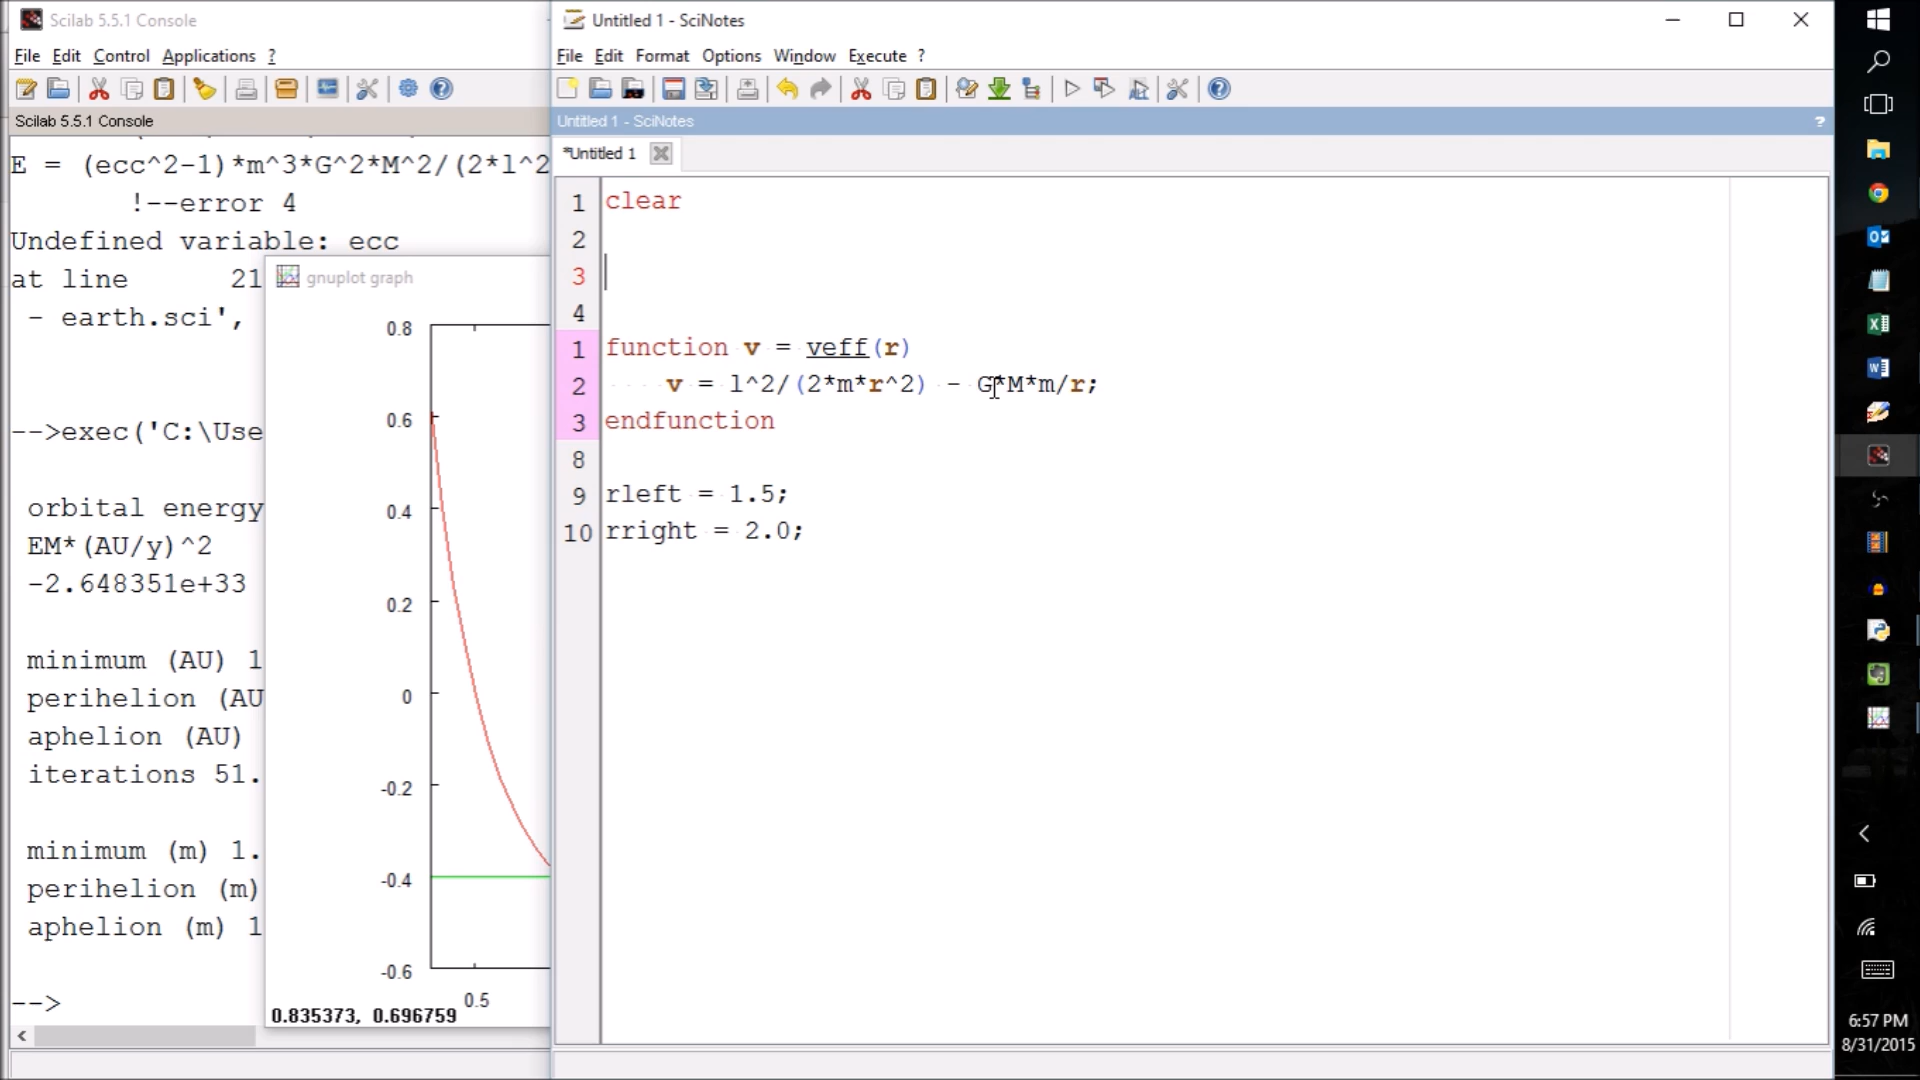 Scilab 5.5.1 Console
File Edit Control Applications ?
Scilab 5.5.1 Console
E = (ecc^2-1)*m^3*G^2*M^2/(2*l^2
!--error 4
Undefined variable: ecc
at line 21
- earth.sci',
-->exec('C:\Use
orbital energy
EM*(AU/y)^2
-2.648351e+33
minimum (AU) 1
perihelion (AU
aphelion (AU)
iterations 51.
minimum (m) 1.
perihelion (m)
aphelion (m) 1
-->
gnuplot graph
0.8
0.6
0.4
0.2
0
-0.2
-0.4
-0.6
0.5
0.835373, 0.696759
Untitled 1 - SciNotes
File Edit Format Options Window Execute ?
Untitled 1 - SciNotes ?
*Untitled 1
1 clear
2
3
4
1 function v = veff(r)
2 v = l^2/(2*m*r^2) - G*M*m/r;
3 endfunction
8
9 rleft = 1.5;
10 rright = 2.0;
6:57 PM
8/31/2015